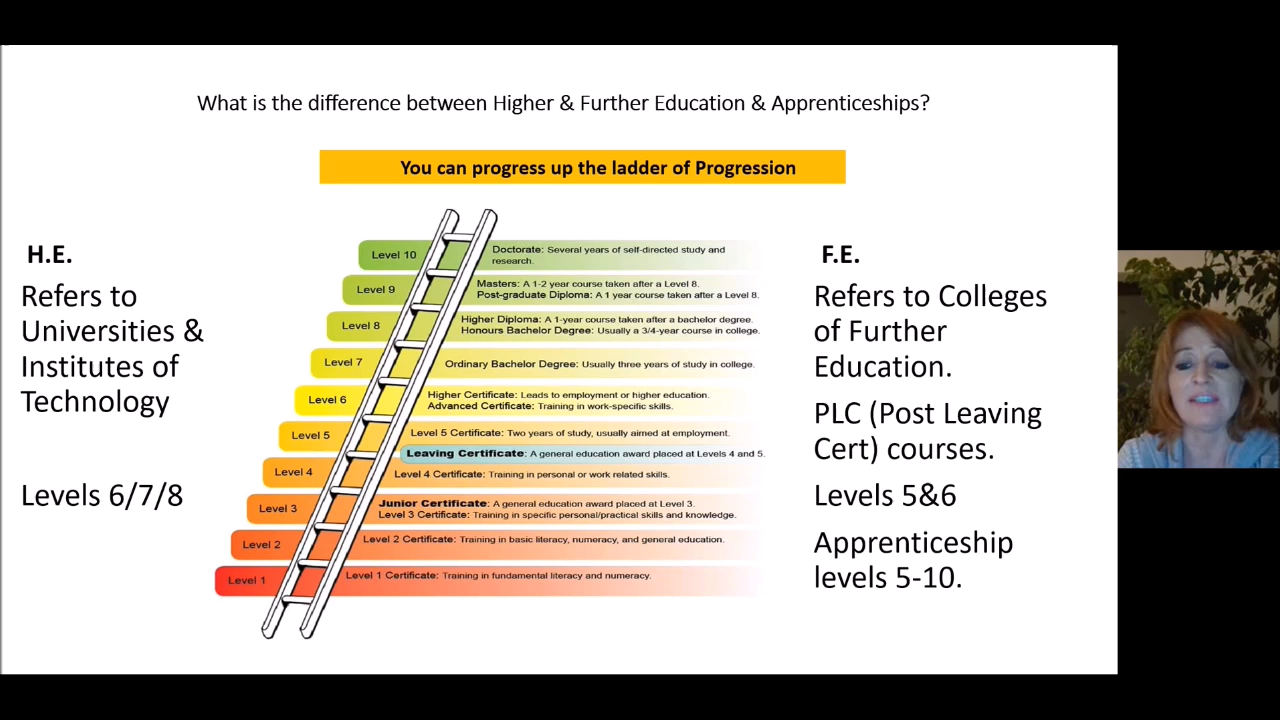 What is the difference between Higher & Further Education & Apprenticeships?
You can progress up the ladder of Progression
H.E.
Refers to
Universities &
Institutes of
Technology
Levels 6/7/8
Level 10
Doctorate: Several years of self-directed study and
research.
Level 9
Masters: A 1-2 year course taken after a Level 8.
Post-graduate Diploma: A 1 year course taken after a Level 8.
Level 8
Higher Diploma: A 1-year course taken after a bachelor degree.
Honours Bachelor Degree: Usually a 3/4-year course in college.
Level 7
Ordinary Bachelor Degree: Usually three years of study in college.
Level 6
Higher Certificate: Leads to employment or higher education.
Advanced Certificate: Training in work-specific skills.
Level 5
Level 5 Certificate: Two years of study, usually aimed at employment.
Leaving Certificate: A general education award placed at Levels 4 and 5.
Level 4
Level 4 Certificate: Training in personal or work related skills.
Level 3
Junior Certificate: A general education award placed at Level 3.
Level 3 Certificate: Training in specific personal/practical skills and knowledge.
Level 2
Level 2 Certificate: Training in basic literacy, numeracy, and general education.
Level 1
Level 1 Certificate: Training in fundamental literacy and numeracy.
F.E.
Refers to Colleges
of Further
Education.
PLC (Post Leaving
Cert) courses.
Levels 5&6
Apprenticeship
levels 5-10.